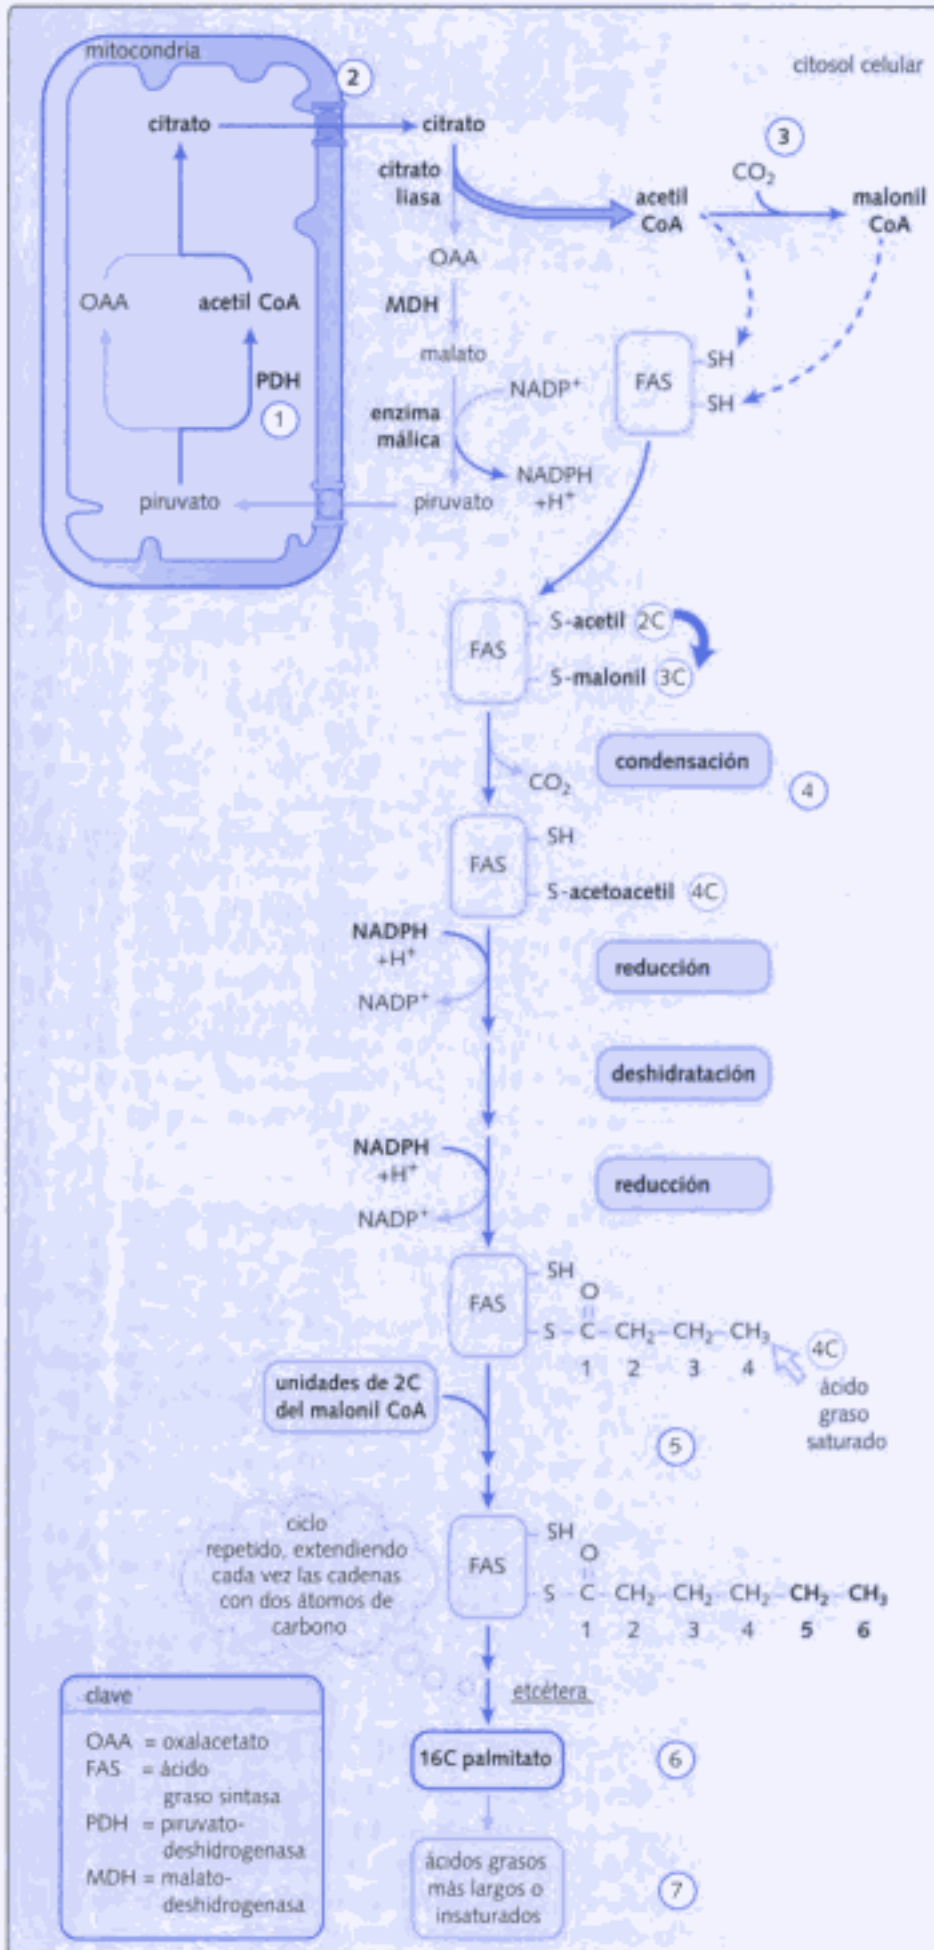 mitocondria
citosol celular
2
citrato
citrato
3
CO₂
citrato
liasa
acetil
CoA
malonil
CoA
OAA
OAA
acetil CoA
MDH
malato
PDH
1
NADP⁺
enzima
málica
NADPH
+H⁺
piruvato
piruvato
FAS
SH
SH
FAS
S-acetil 2C
S-malonil 3C
condensación
4
CO₂
FAS
SH
S-acetoacetil 4C
NADPH
+H⁺
NADP⁺
reducción
deshidratación
NADPH
+H⁺
NADP⁺
reducción
FAS
SH
O
S–C–CH₂–CH₂–CH₃
1 2 3 4
4C
ácido
graso
saturado
unidades de 2C
del malonil CoA
5
ciclo
repetido, extendiendo
cada vez las cadenas
con dos átomos de
carbono
FAS
SH
O
S–C–CH₂–CH₂–CH₂–CH₂–CH₃
1 2 3 4 5 6
etcétera
16C palmitato
6
ácidos grasos
más largos o
insaturados
7
clave
OAA = oxalacetato
FAS = ácido
graso sintasa
PDH = piruvato-
deshidrogenasa
MDH = malato-
deshidrogenasa